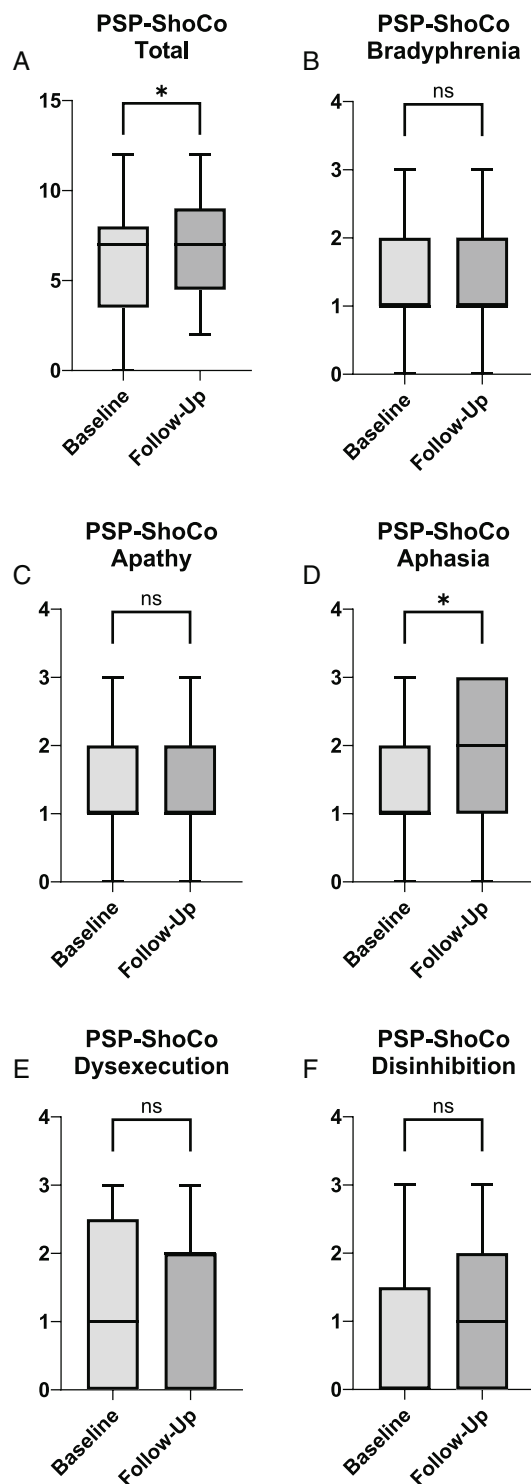 A
PSP-ShoCo
Total
*
15
10
5
0
Baseline
Follow-Up
B
PSP-ShoCo
Bradyphrenia
ns
4
3
2
1
0
Baseline
Follow-Up
C
PSP-ShoCo
Apathy
ns
4
3
2
1
0
Baseline
Follow-Up
D
PSP-ShoCo
Aphasia
*
4
3
2
1
0
Baseline
Follow-Up
E
PSP-ShoCo
Dysexecution
ns
4
3
2
1
0
Baseline
Follow-Up
F
PSP-ShoCo
Disinhibition
ns
4
3
2
1
0
Baseline
Follow-Up